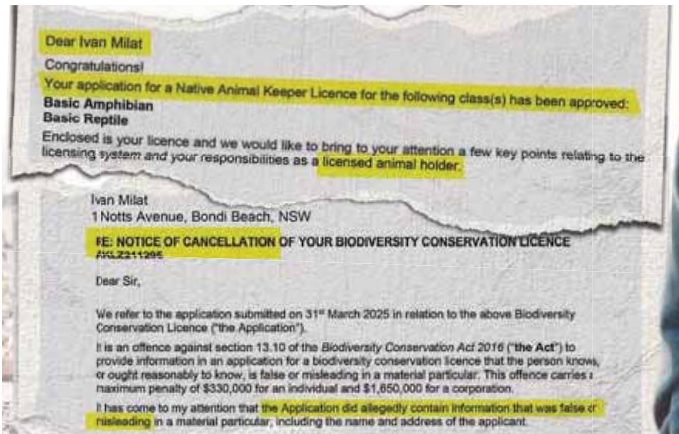 Dear Ivan Milat
Congratulations!
Your application for a Native Animal Keeper Licence for the following class(s) has been approved:
Basic Amphibian
Basic Reptile
Enclosed is your licence and we would like to bring to your attention a few key points relating to the
licensing system and your responsibilities as a licensed animal holder.
Ivan Milat
1 Notts Avenue, Bondi Beach, NSW
RE: NOTICE OF CANCELLATION OF YOUR BIODIVERSITY CONSERVATION LICENCE
AKLZ211295
Dear Sir,
We refer to the application submitted on 31st March 2025 in relation to the above Biodiversity
Conservation Licence ("the Application").
It is an offence against section 13.10 of the Biodiversity Conservation Act 2016 ("the Act") to
provide information in an application for a biodiversity conservation licence that the person knows,
or ought reasonably to know, is false or misleading in a material particular. This offence carries a
maximum penalty of $330,000 for an individual and $1,650,000 for a corporation.
It has come to my attention that the Application did allegedly contain information that was false or
misleading in a material particular, including the name and address of the applicant.